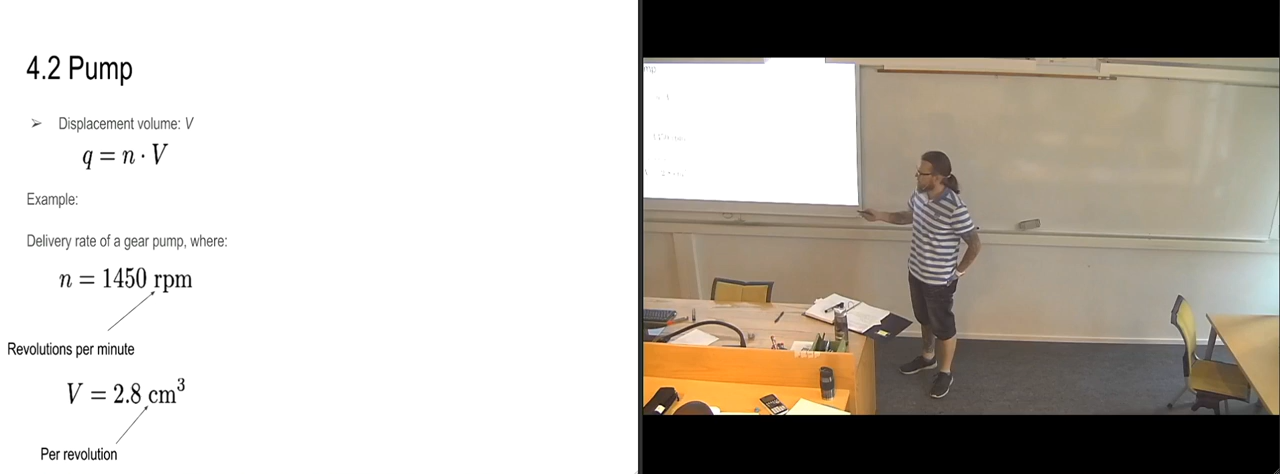 4.2 Pump
➢ Displacement volume: V
q = n · V
Example:
Delivery rate of a gear pump, where:
n = 1450 rpm
Revolutions per minute
V = 2.8 cm³
Per revolution